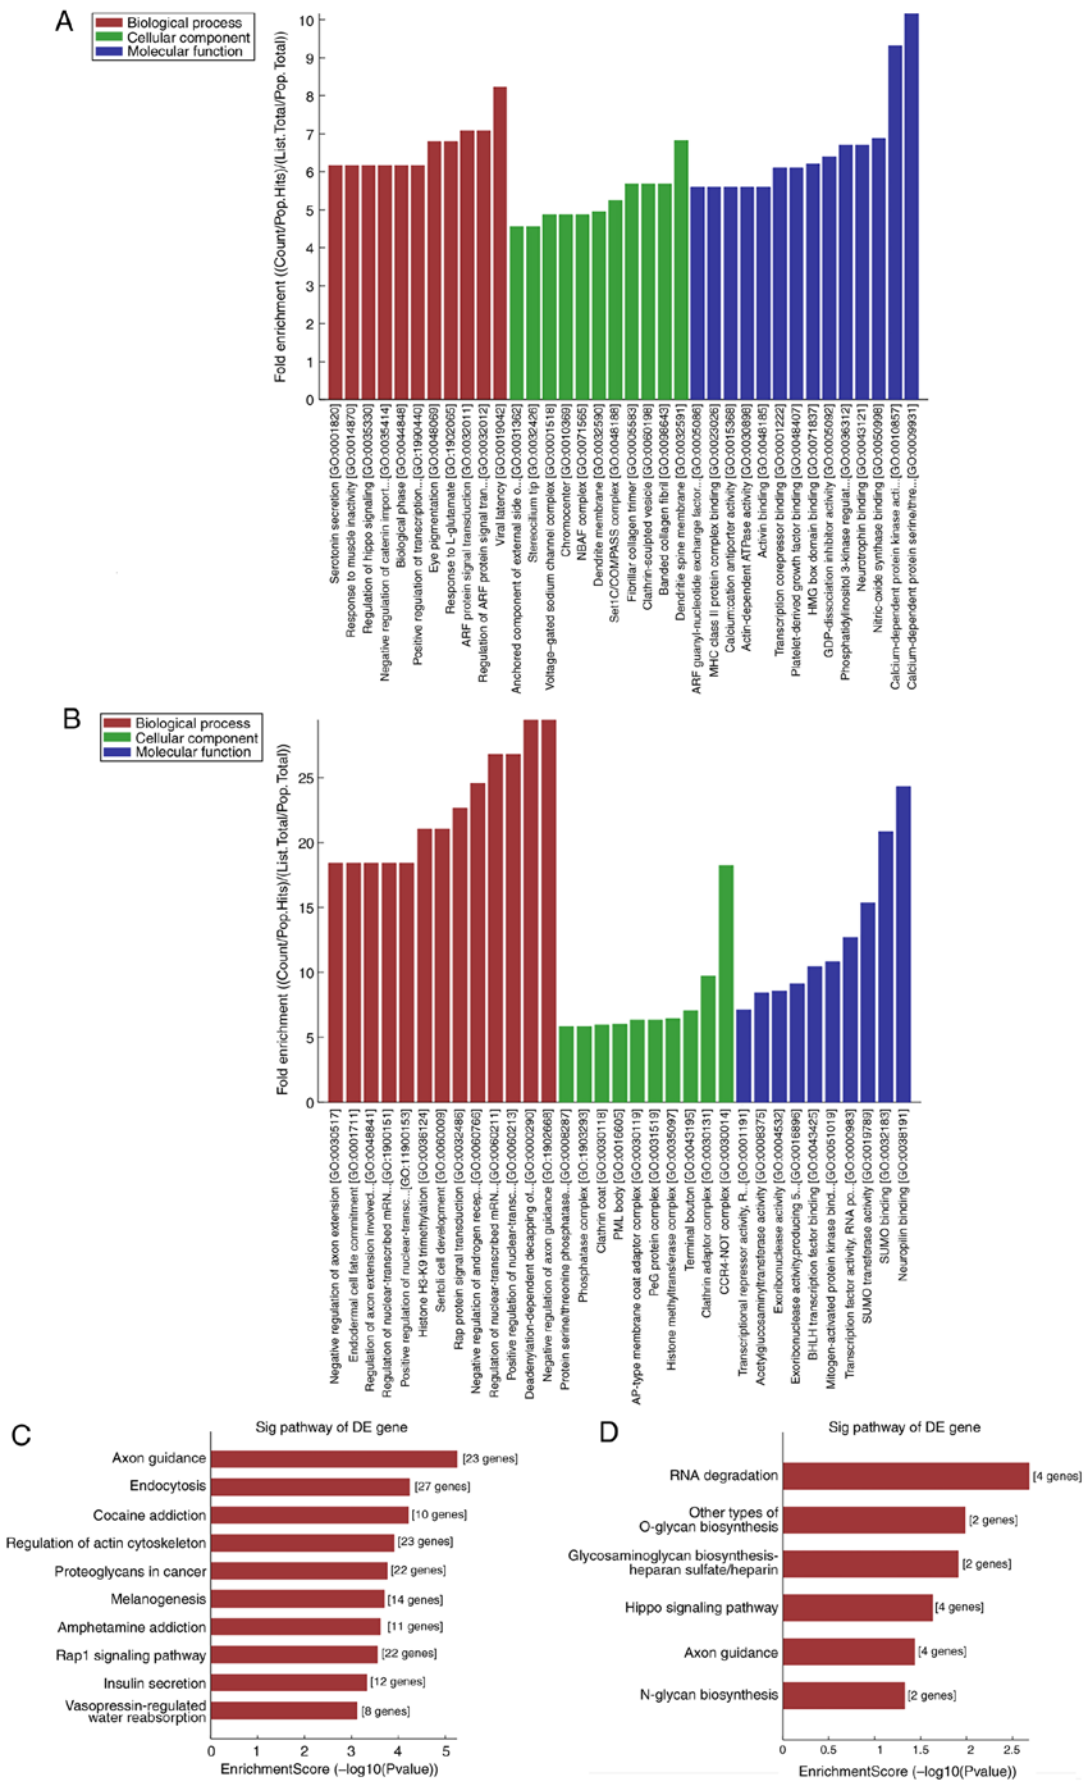 A
Biological process
Cellular component
Molecular function
Fold enrichment ((Count/Pop.Hits)/(List.Total/Pop.Total))
10
9
8
7
6
5
4
3
2
1
0
Serotonin secretion [GO:0001820]
Response to muscle inactivity [GO:0014870]
Regulation of hippo signaling [GO:0035330]
Negative regulation of catenin import...[GO:0035414]
Biological phase [GO:0044848]
Positive regulation of transcription...[GO:1990440]
Eye pigmentation [GO:0048069]
Response to L-glutamate [GO:1902065]
ARF protein signal transduction [GO:0032011]
Regulation of ARF protein signal tran...[GO:0032012]
Viral latency [GO:0019042]
Anchored component of external side o...[GO:0031362]
Stereocilium tip [GO:0032426]
Voltage-gated sodium channel complex [GO:0001518]
Chromocenter [GO:0010369]
NBAF complex [GO:0071565]
Dendrite membrane [GO:0032590]
Set1C/COMPASS complex [GO:0048188]
Fibrillar collagen trimer [GO:0005583]
Clathrin-sculpted vesicle [GO:0060198]
Banded collagen fibril [GO:0098643]
Dendritie spine membrane [GO:0032591]
ARF guanyl-nucleotide exchange factor...[GO:0005086]
MHC class II protein complex binding [GO:0023026]
Calcium:cation antiporter activity [GO:0015368]
Actin-dependent ATPase activity [GO:0030898]
Activin binding [GO:0048185]
Transcription corepressor binding [GO:0001222]
Platelet-derived growth factor binding [GO:0048407]
HMG box domain binding [GO:0071837]
GDP-dissociation inhibitor activity [GO:0005092]
Phosphatidylinositol 3-kinase regulat...[GO:0036312]
Neurotrophin binding [GO:0043121]
Nitric-oxide synthase binding [GO:0050998]
Calcium-dependent protein kinase acti...[GO:0010857]
Calcium-dependent protein serine/thre...[GO:0009931]
B
Biological process
Cellular component
Molecular function
Fold enrichment ((Count/Pop.Hits)/(List.Total/Pop.Total))
25
20
15
10
5
0
Negative regulation of axon extension [GO:0030517]
Endodermal cell fate commitment [GO:0001711]
Regulation of axon extension involved...[GO:0048841]
Regulation of nuclear-transcribed mRN...[GO:1900151]
Positive regulation of nuclear-transc...[GO:11900153]
Histone H3-K9 trimethylation [GO:0036124]
Sertoli cell development [GO:0060009]
Rap protein signal transduction [GO:0032486]
Negative regulation of androgen recep...[GO:0060766]
Regulation of nuclear-transcribed mRN...[GO:0060211]
Positive regulation of nuclear-transc...[GO:0060213]
Deadenylation-dependent decapping of...[GO:0000290]
Negative regulation of axon guidance [GO:1902668]
Protein serine/threonine phosphatase...[GO:0008287]
Phosphatase complex [GO:1903293]
Clathrin coat [GO:0030118]
PML body [GO:0016605]
AP-type membrane coat adaptor complex [GO:0030119]
PeG protein complex [GO:0031519]
Histone methyltransferase complex [GO:0035097]
Terminal bouton [GO:0043195]
Clathrin adaptor complex [GO:0030131]
CCR4-NOT complex [GO:0030014]
Transcriptional repressor activity, R...[GO:0001191]
Acetylglucosaminyltransferase activity [GO:0008375]
Exoribonuclease activity [GO:0004532]
Exoribonuclease activity,producing 5...[GO:0016896]
BHLH transcription factor binding [GO:0043425]
Mitogen-activated protein kinase bind...[GO:0051019]
Transcription factor activity, RNA po...[GO:0000983]
SUMO transferase activity [GO:0019789]
SUMO binding [GO:0032183]
Neuropilin binding [GO:0038191]
C
Sig pathway of DE gene
Axon guidance [23 genes]
Endocytosis [27 genes]
Cocaine addiction [10 genes]
Regulation of actin cytoskeleton [23 genes]
Proteoglycans in cancer [22 genes]
Melanogenesis [14 genes]
Amphetamine addiction [11 genes]
Rap1 signaling pathway [22 genes]
Insulin secretion [12 genes]
Vasopressin-regulated
water reabsorption [8 genes]
0 1 2 3 4 5
EnrichmentScore (−log10(Pvalue))
D
Sig pathway of DE gene
RNA degradation [4 genes]
Other types of
O-glycan biosynthesis [2 genes]
Glycosaminoglycan biosynthesis-
heparan sulfate/heparin [2 genes]
Hippo signaling pathway [4 genes]
Axon guidance [4 genes]
N-glycan biosynthesis [2 genes]
0 0.5 1 1.5 2 2.5
EnrichmentScore (−log10(Pvalue))